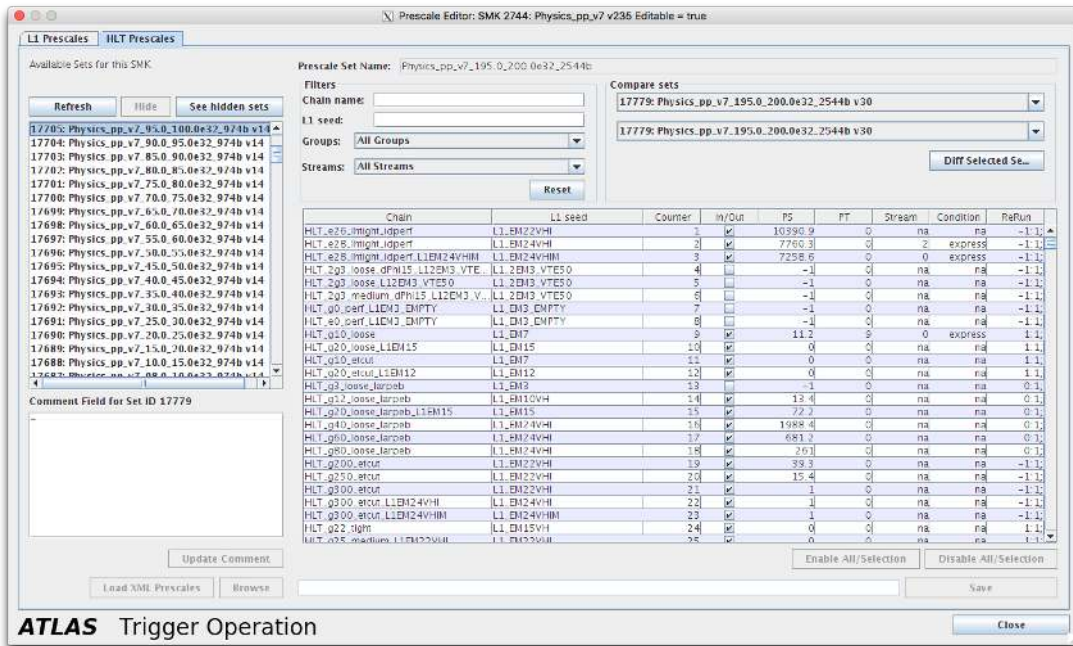 Prescale Editor: SMK 2744: Physics_pp_v7 v235 Editable = true
L1 Prescales HLT Prescales
Available Sets for this SMK
Prescale Set Name: Physics_pp_v7_195.0_200.0e32_2544b
Filters
Compare sets
Chain name:
17779: Physics_pp_v7_195.0_200.0e32_2544b v30
Refresh Hide See hidden sets
L1 seed:
17779: Physics_pp_v7_195.0_200.0e32_2544b v30
Groups: All Groups
Streams: All Streams
Diff Selected Se...
Reset
17705: Physics_pp_v7_95.0_100.0e32_974b v14
17704: Physics_pp_v7_90.0_95.0e32_974b v14
17703: Physics_pp_v7_85.0_90.0e32_974b v14
17702: Physics_pp_v7_80.0_85.0e32_974b v14
17701: Physics_pp_v7_75.0_80.0e32_974b v14
17700: Physics_pp_v7_70.0_75.0e32_974b v14
17699: Physics_pp_v7_65.0_70.0e32_974b v14
17698: Physics_pp_v7_60.0_65.0e32_974b v14
17697: Physics_pp_v7_55.0_60.0e32_974b v14
17696: Physics_pp_v7_50.0_55.0e32_974b v14
17695: Physics_pp_v7_45.0_50.0e32_974b v14
17694: Physics_pp_v7_40.0_45.0e32_974b v14
17693: Physics_pp_v7_35.0_40.0e32_974b v14
17692: Physics_pp_v7_30.0_35.0e32_974b v14
17691: Physics_pp_v7_25.0_30.0e32_974b v14
17690: Physics_pp_v7_20.0_25.0e32_974b v14
17689: Physics_pp_v7_15.0_20.0e32_974b v14
17688: Physics_pp_v7_10.0_15.0e32_974b v14
Comment Field for Set ID 17779
Chain L1 seed Counter In/Out PS PT Stream Condition ReRun
HLT_e26_lhtight_idperf L1_EM22VHI 1 10390.9 0 na na -1:1;
HLT_e28_lhtight_idperf L1_EM24VHI 2 7760.3 0 2 express -1:1;
HLT_e28_lhtight_idperf_L1EM24VHIM L1_EM24VHIM 3 7258.6 0 0 express -1:1;
HLT_2g3_loose_dPhi15_L12EM3_VTE... L1_2EM3_VTE50 4 -1 0 na na -1:1;
HLT_2g3_loose_L12EM3_VTE50 L1_2EM3_VTE50 5 -1 0 na na -1:1;
HLT_2g3_medium_dPhi15_L12EM3_V... L1_2EM3_VTE50 6 -1 0 na na -1:1;
HLT_g0_perf_L1EM3_EMPTY L1_EM3_EMPTY 7 -1 0 na na -1:1;
HLT_e0_perf_L1EM3_EMPTY L1_EM3_EMPTY 8 -1 0 na na -1:1;
HLT_g10_loose L1_EM7 9 11.2 9 0 express 1:1;
HLT_g20_loose_L1EM15 L1_EM15 10 0 0 na na 1:1;
HLT_g10_etcut L1_EM7 11 0 0 na na 1:1;
HLT_g20_etcut_L1EM12 L1_EM12 12 0 0 na na 1:1;
HLT_g3_loose_larpeb L1_EM3 13 -1 0 na na 0:1;
HLT_g12_loose_larpeb L1_EM10VH 14 13.4 0 na na 0:1;
HLT_g20_loose_larpeb_L1EM15 L1_EM15 15 72.2 0 na na 0:1;
HLT_g40_loose_larpeb L1_EM24VHI 16 1988.4 0 na na 0:1;
HLT_g60_loose_larpeb L1_EM24VHI 17 681.2 0 na na 0:1;
HLT_g80_loose_larpeb L1_EM24VHI 18 261 0 na na 0:1;
HLT_g200_etcut L1_EM22VHI 19 39.3 0 na na -1:1;
HLT_g250_etcut L1_EM22VHI 20 15.4 0 na na -1:1;
HLT_g300_etcut L1_EM22VHI 21 1 0 na na -1:1;
HLT_g300_etcut_L1EM24VHI L1_EM24VHI 22 1 0 na na -1:1;
HLT_g300_etcut_L1EM24VHIM L1_EM24VHIM 23 1 0 na na -1:1;
HLT_g22_tight L1_EM15VH 24 0 0 na na 1:1;
HLT_g25_medium_L1EM22VHI L1_EM22VHI 25 0 0 na na 1:1;
Update Comment
Enable All/Selection Disable All/Selection
Load XML Prescales Browse Save
ATLAS Trigger Operation
Close